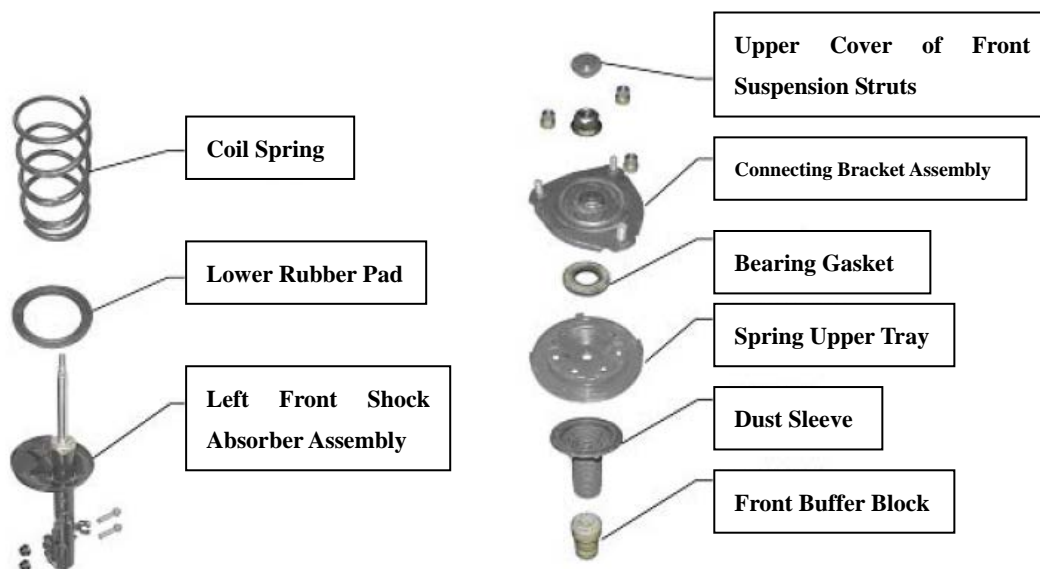 Coil Spring
Lower Rubber Pad
Left Front Shock
Absorber Assembly
Upper Cover of Front
Suspension Struts
Connecting Bracket Assembly
Bearing Gasket
Spring Upper Tray
Dust Sleeve
Front Buffer Block